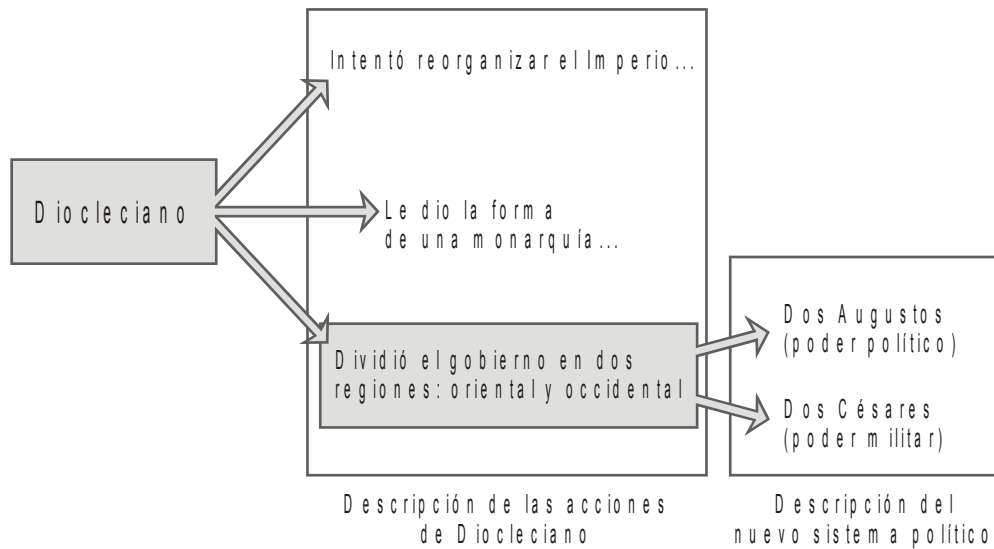 Diocleciano
Intentó reorganizar el Imperio...
Le dio la forma
de una monarquía...
Dividió el gobierno en dos
regiones: oriental y occidental
Dos Augustos
(poder político)
Dos Césares
(poder militar)
Descripción de las acciones
de Diocleciano
Descripción del
nuevo sistema político